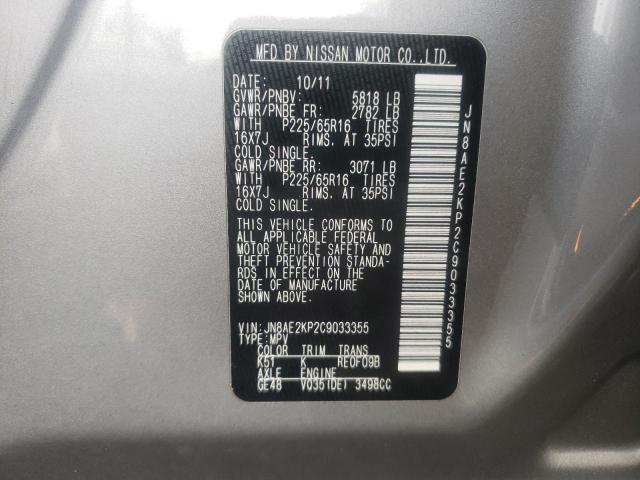 MFD BY NISSAN MOTOR CO.,LTD.
DATE: 10/11
GVWR/PNBV: 5818 LB
GAWR/PNBE FR: 2782 LB
WITH P225/65R16 TIRES
16X7J RIMS. AT 35PSI
COLD SINGLE.
GAWR/PNBE RR: 3071 LB
WITH P225/65R16 TIRES
16X7J RIMS. AT 35PSI
COLD SINGLE.
THIS VEHICLE CONFORMS TO
ALL APPLICABLE FEDERAL
MOTOR VEHICLE SAFETY AND
THEFT PREVENTION STANDA-
RDS IN EFFECT ON THE
DATE OF MANUFACTURE
SHOWN ABOVE.
VIN: JN8AE2KP2C9033355
TYPE: MPV
COLOR TRIM TRANS
K51 K RE0F09B
AXLE ENGINE
GE48 VQ35(DE) 3498CC
JN8AE2KP2C9033355